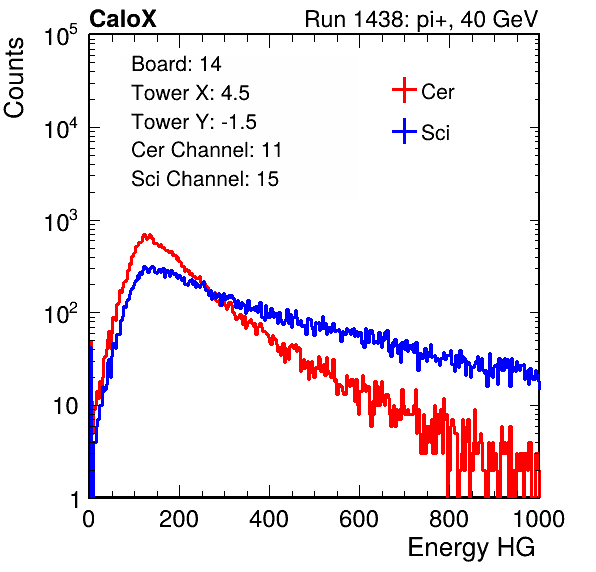 CaloX Run 1438: pi+, 40 GeV
Counts
Board: 14
Tower X: 4.5
Tower Y: -1.5
Cer Channel: 11
Sci Channel: 15
Cer
Sci
10^5
10^4
10^3
10^2
10
1
0 200 400 600 800 1000
Energy HG